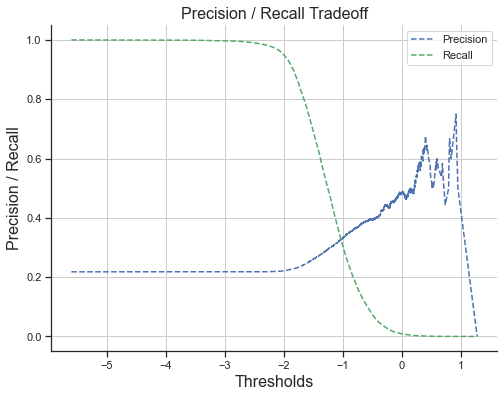 Precision / Recall Tradeoff
Precision
Recall
Precision / Recall
1.0
0.8
0.6
0.4
0.2
0.0
−5
−4
−3
−2
−1
0
1
Thresholds